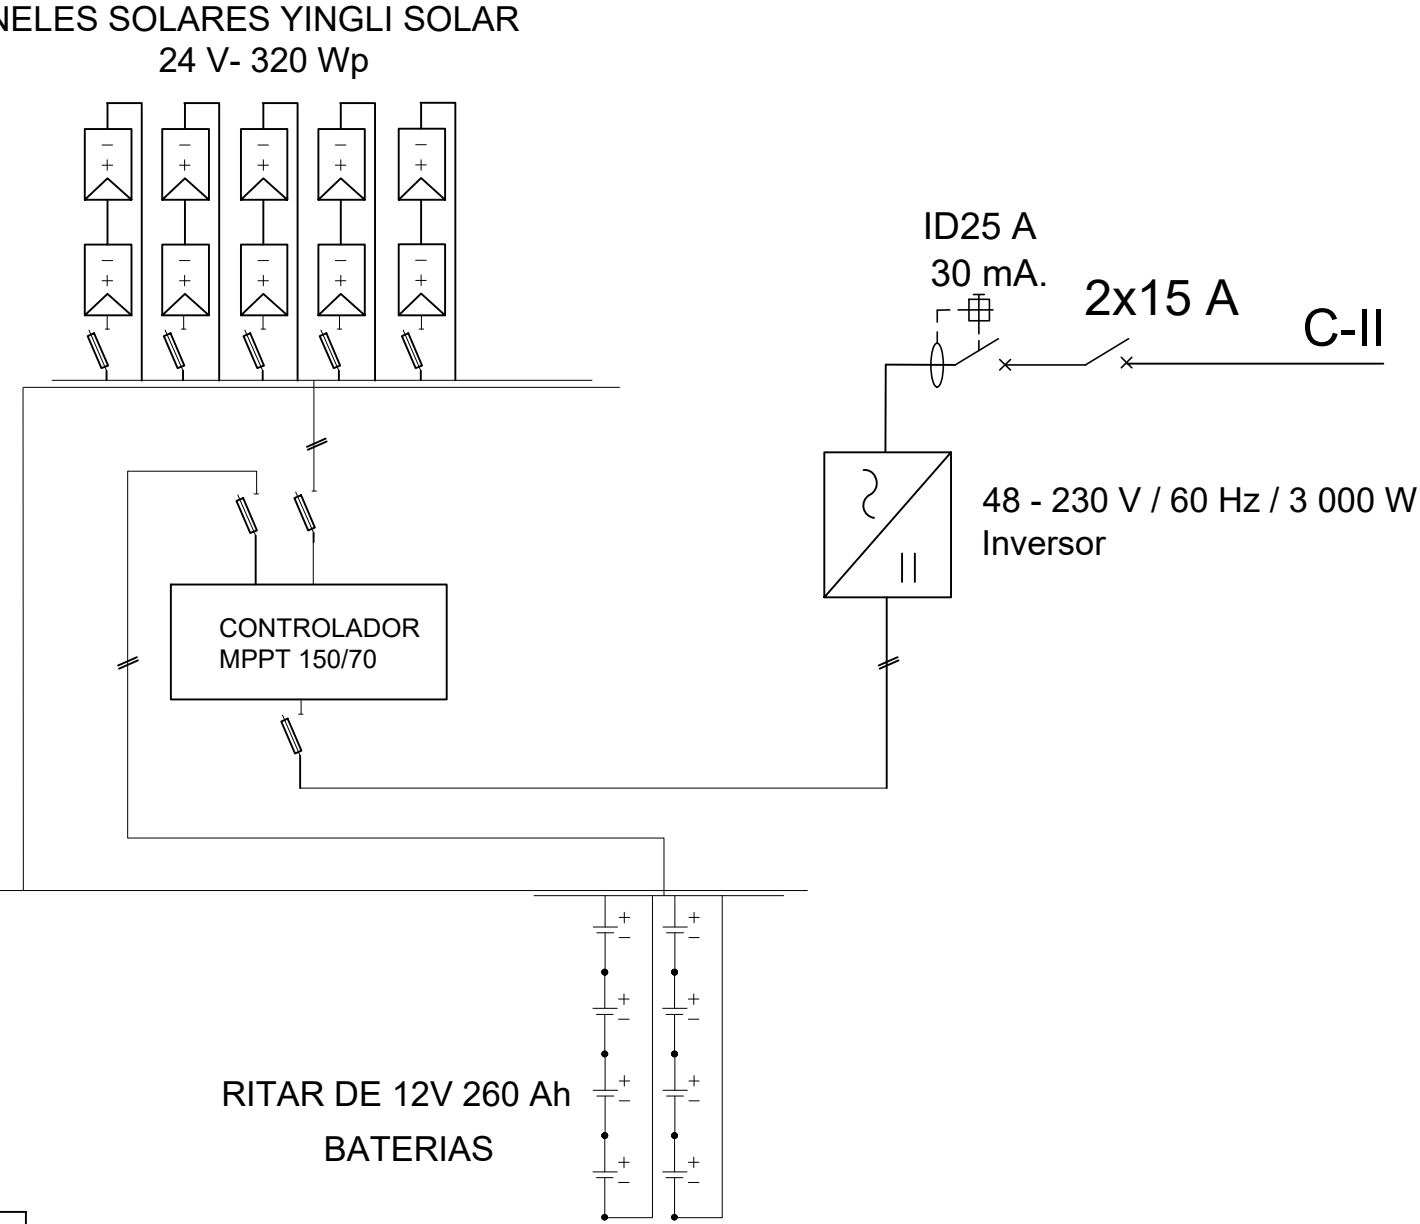 NELES SOLARES YINGLI SOLAR
24 V- 320 Wp
ID25 A
30 mA.
2x15 A
C-II
48 - 230 V / 60 Hz / 3 000 W
Inversor
CONTROLADOR
MPPT 150/70
RITAR DE 12V 260 Ah
BATERIAS